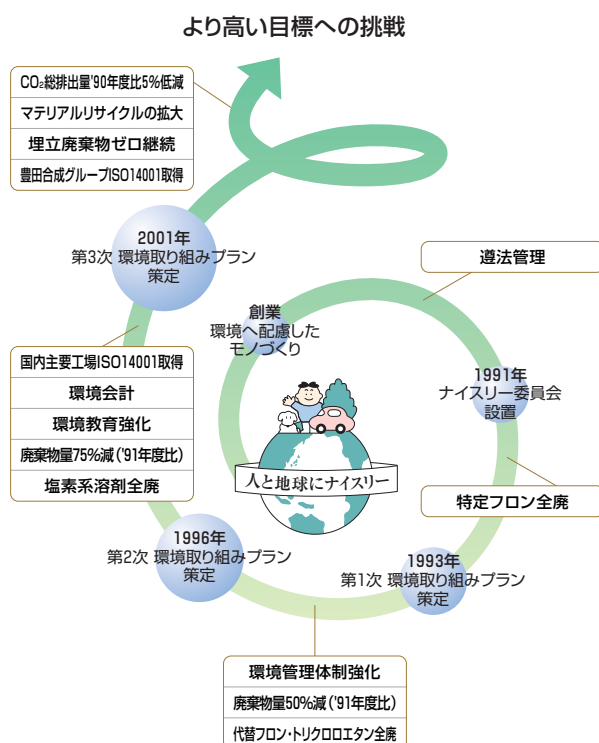 より高い目標への挑戦
CO₂総排出量'90年度比5%低減
マテリアルリサイクルの拡大
埋立廃棄物ゼロ継続
豊田合成グループISO14001取得
2001年
第3次 環境取り組みプラン
策定
遵法管理
創業
環境へ配慮した
モノづくり
国内主要工場ISO14001取得
環境会計
環境教育強化
廃棄物量75%減('91年度比)
塩素系溶剤全廃
1991年
ナイスリー委員会
設置
人と地球にナイスリー
特定フロン全廃
1996年
第2次 環境取り組みプラン
策定
1993年
第1次 環境取り組みプラン
策定
環境管理体制強化
廃棄物量50%減('91年度比)
代替フロン・トリクロロエタン全廃